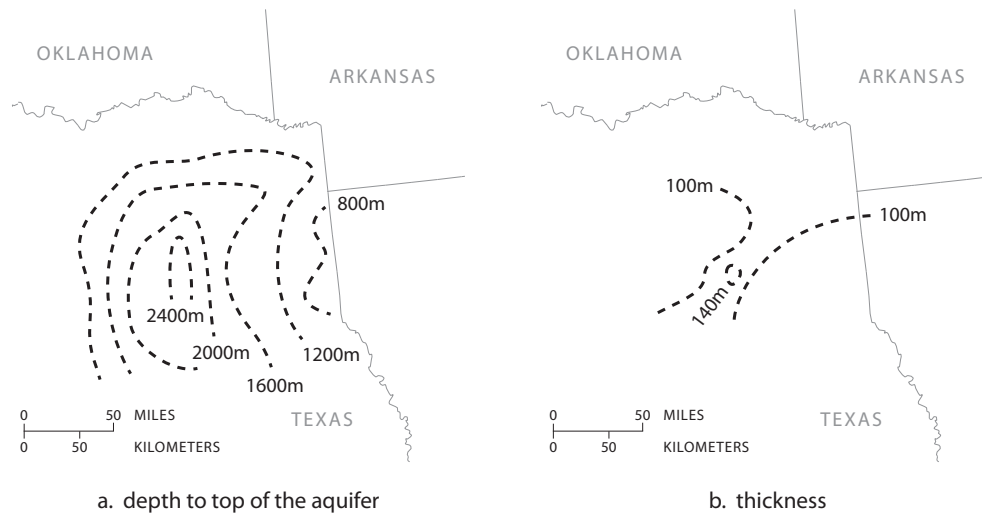 OKLAHOMA
ARKANSAS
800m
2400m
2000m
1200m
1600m
TEXAS
0 50 MILES
0 50 KILOMETERS
a. depth to top of the aquifer
OKLAHOMA
ARKANSAS
100m
100m
140m
TEXAS
0 50 MILES
0 50 KILOMETERS
b. thickness